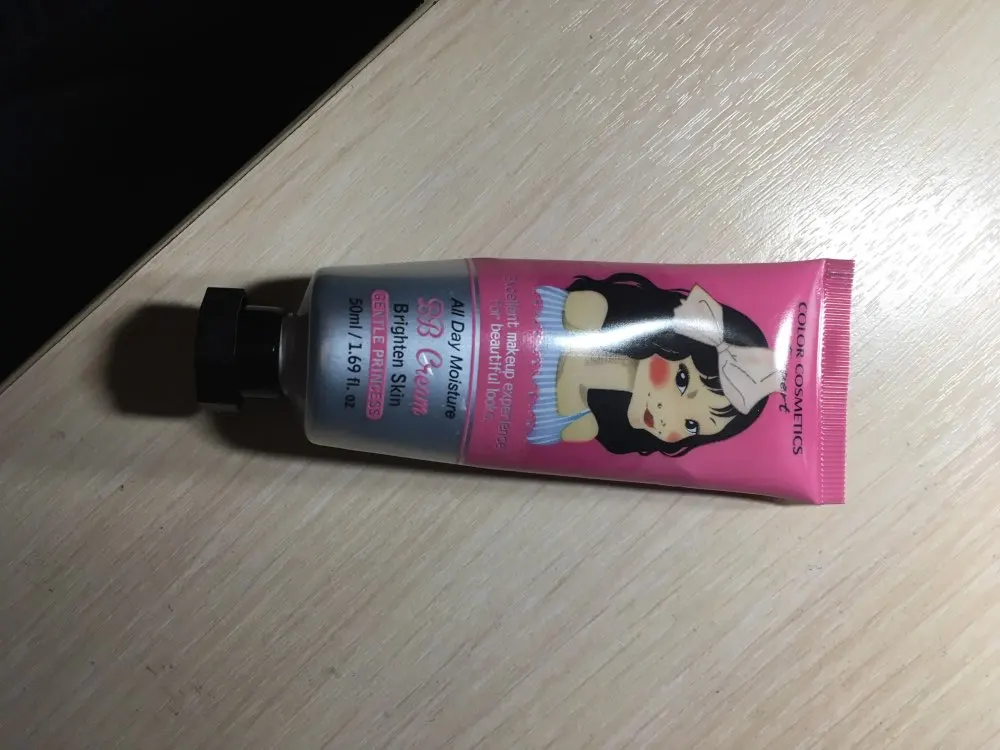 COLOR COSMETICS
Excellent makeup experience
for beautiful look
All Day Moisture
BB Cream
Brighten Skin
GENTLE PRINCESS
50ml / 1.69 fl. oz